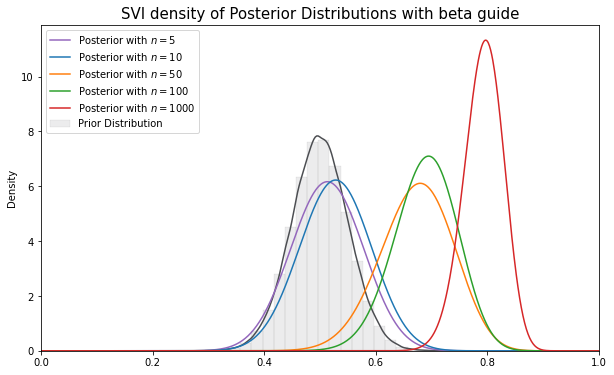 SVI density of Posterior Distributions with beta guide
Posterior with n = 5
Posterior with n = 10
Posterior with n = 50
Posterior with n = 100
Posterior with n = 1000
Prior Distribution
Density
10
8
6
4
2
0
0.0 0.2 0.4 0.6 0.8 1.0